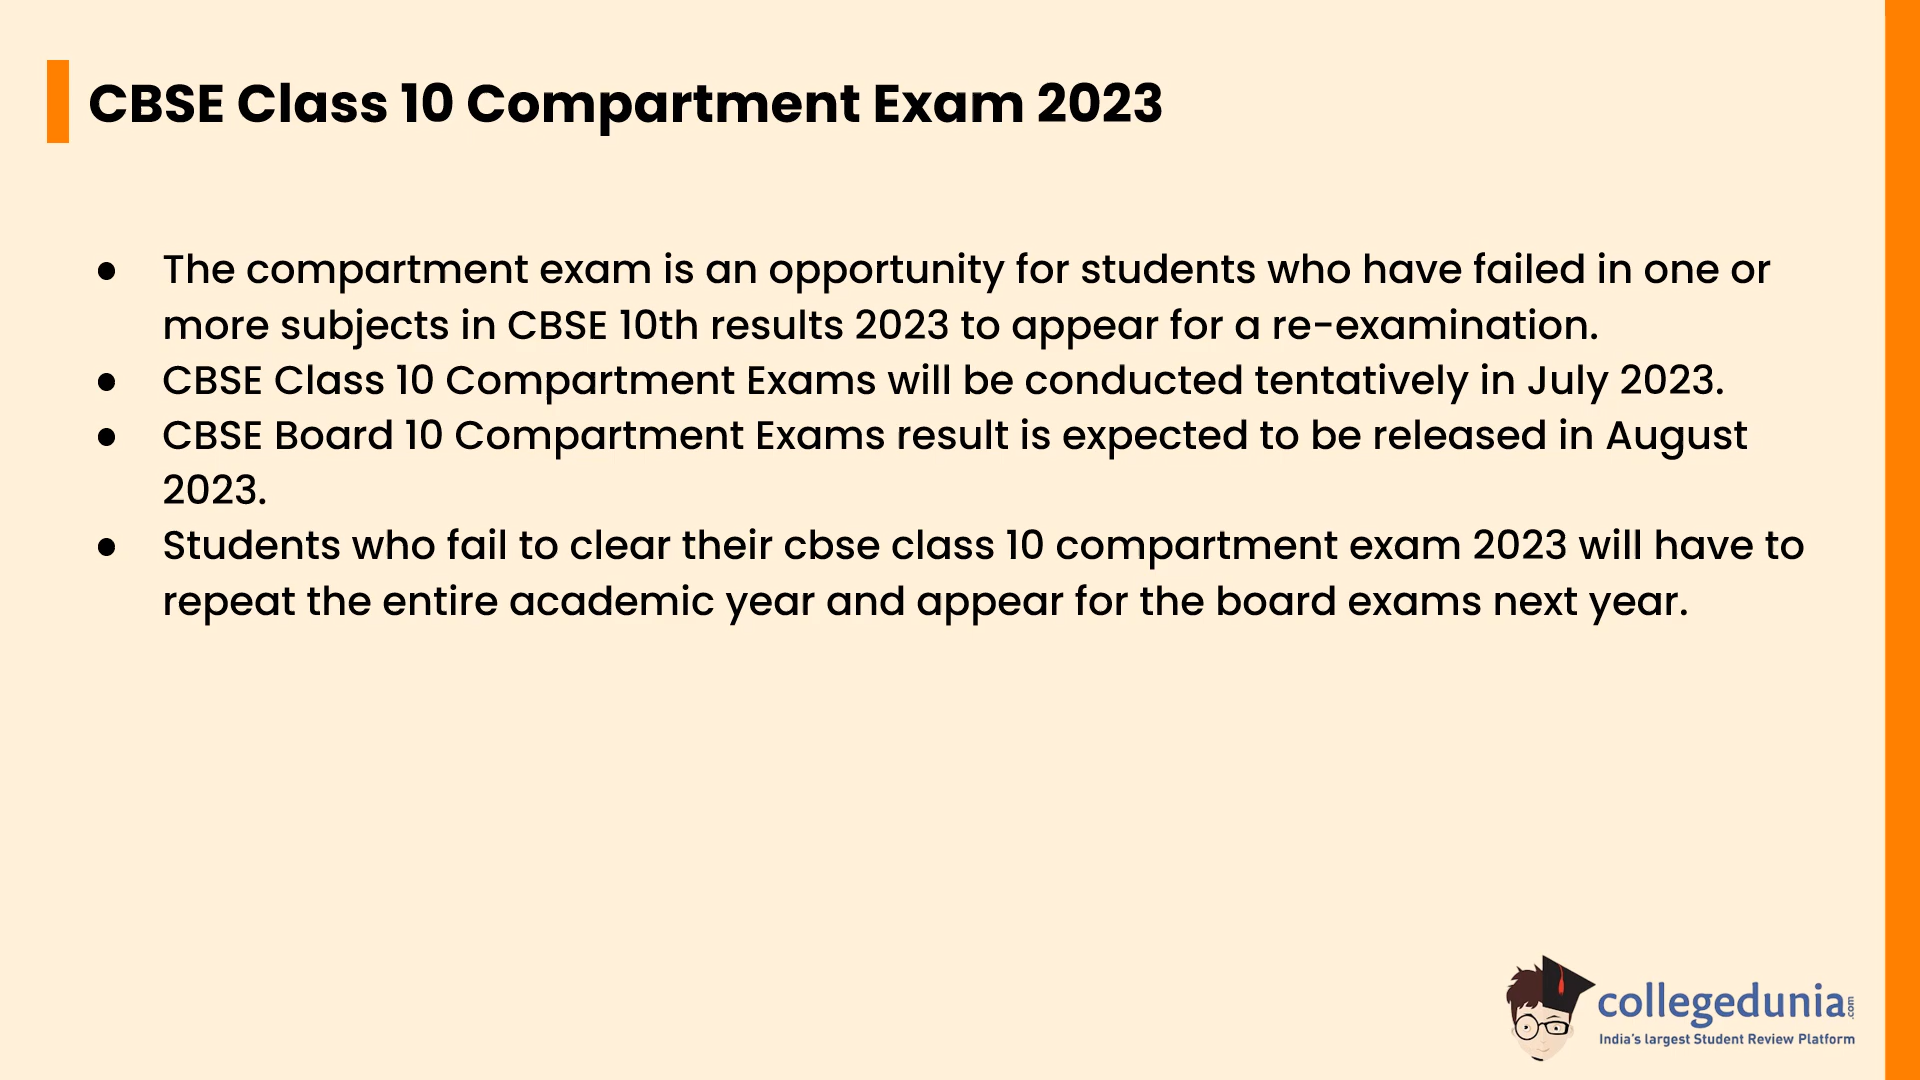 CBSE Class 10 Compartment Exam 2023
● The compartment exam is an opportunity for students who have failed in one or
more subjects in CBSE 10th results 2023 to appear for a re-examination.
● CBSE Class 10 Compartment Exams will be conducted tentatively in July 2023.
● CBSE Board 10 Compartment Exams result is expected to be released in August
2023.
● Students who fail to clear their cbse class 10 compartment exam 2023 will have to
repeat the entire academic year and appear for the board exams next year.
collegedunia.com
India's largest Student Review Platform